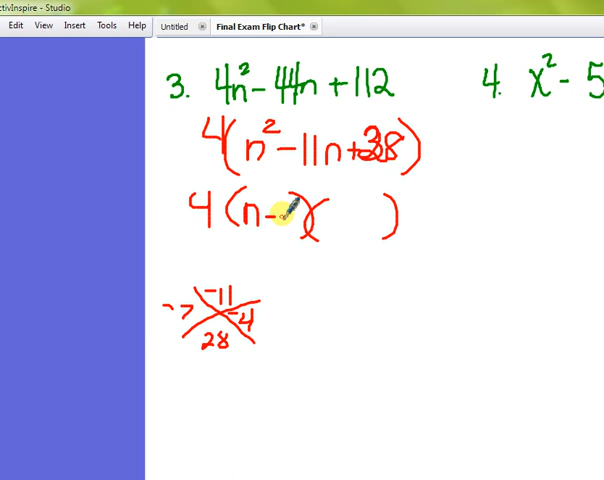 ctivInspire - Studio
Edit View Insert Tools Help
Untitled Final Exam Flip Chart*
3. 4n² - 44n + 112
4. x² - 5
4(n² - 11n + 28)
4(n - )( )
-11
-7 -4
28